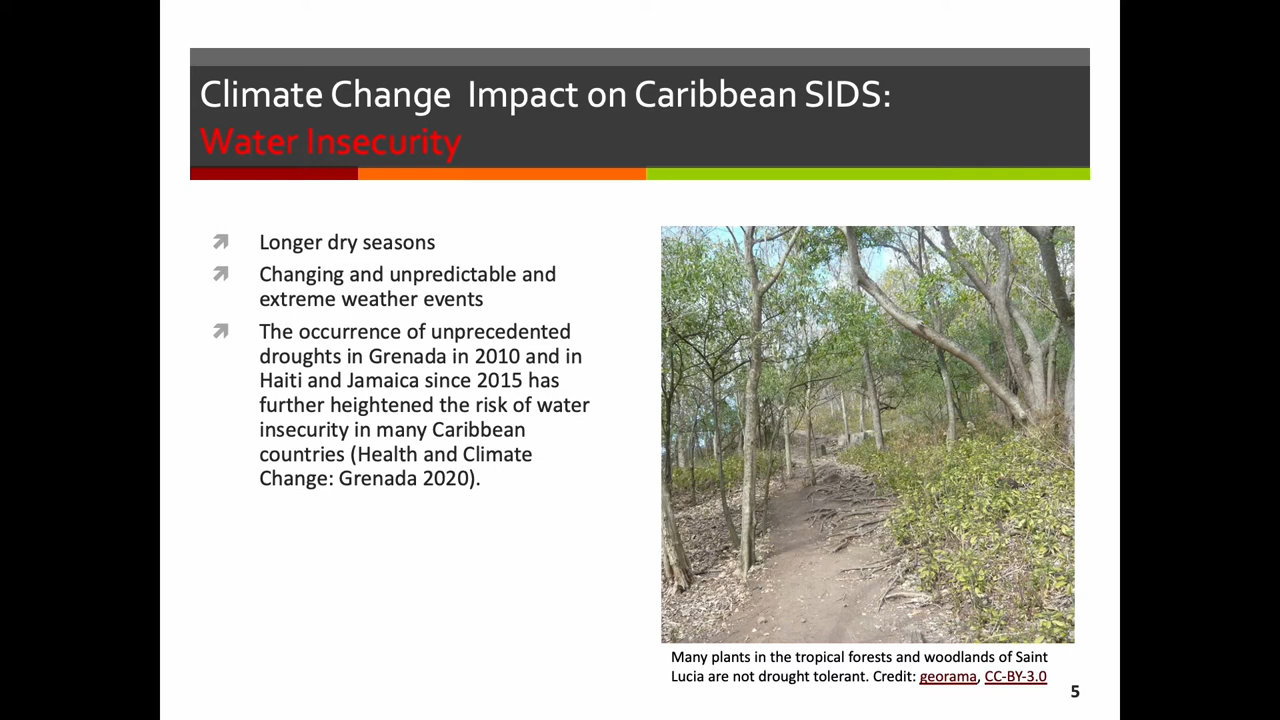 Climate Change Impact on Caribbean SIDS:
Water Insecurity
Longer dry seasons
Changing and unpredictable and
extreme weather events
The occurrence of unprecedented
droughts in Grenada in 2010 and in
Haiti and Jamaica since 2015 has
further heightened the risk of water
insecurity in many Caribbean
countries (Health and Climate
Change: Grenada 2020).
Many plants in the tropical forests and woodlands of Saint
Lucia are not drought tolerant. Credit: georama, CC-BY-3.0
5